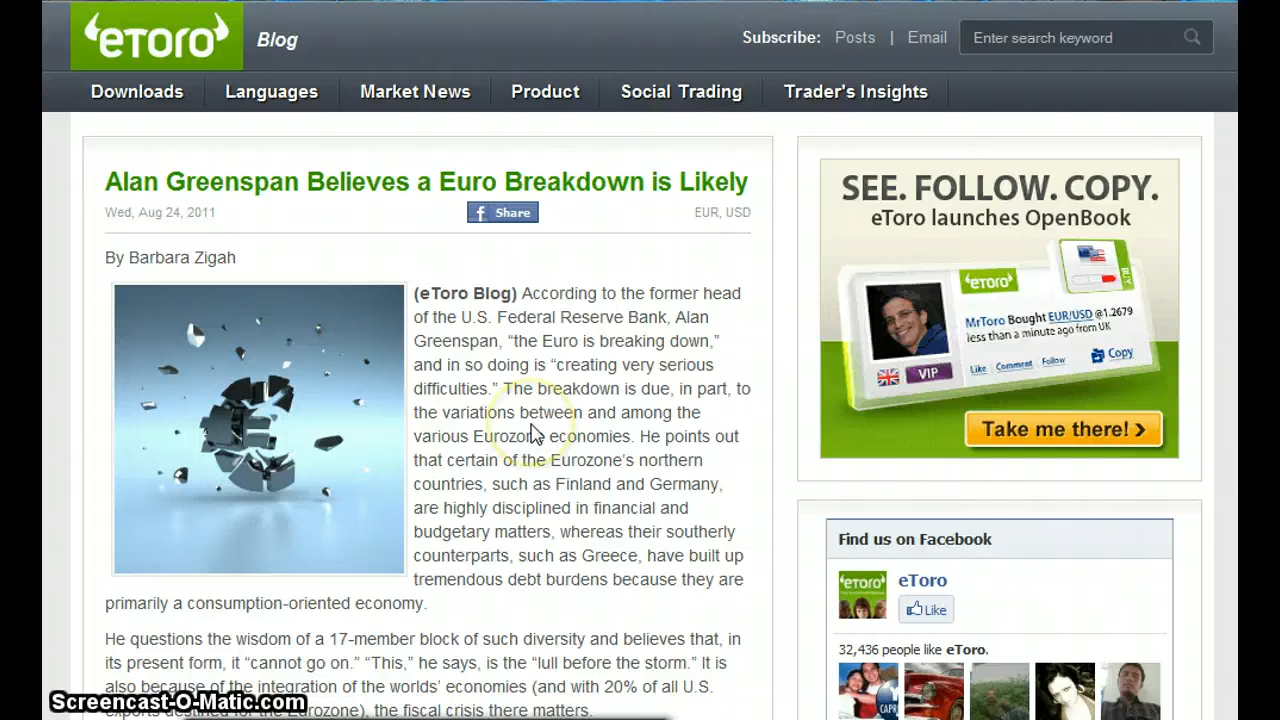 eToro Blog
Subscribe: Posts | Email
Enter search keyword
Downloads Languages Market News Product Social Trading Trader's Insights
Alan Greenspan Believes a Euro Breakdown is Likely
Wed, Aug 24, 2011
f Share
EUR, USD
By Barbara Zigah
(eToro Blog) According to the former head
of the U.S. Federal Reserve Bank, Alan
Greenspan, “the Euro is breaking down,”
and in so doing is “creating very serious
difficulties.” The breakdown is due, in part, to
the variations between and among the
various Eurozone economies. He points out
that certain of the Eurozone’s northern
countries, such as Finland and Germany,
are highly disciplined in financial and
budgetary matters, whereas their southerly
counterparts, such as Greece, have built up
tremendous debt burdens because they are
primarily a consumption-oriented economy.
He questions the wisdom of a 17-member block of such diversity and believes that, in
its present form, it “cannot go on.” “This,” he says, is the “lull before the storm.” It is
also because of the integration of the worlds’ economies (and with 20% of all U.S.
exports destined for the Eurozone), the fiscal crisis there matters.
SEE. FOLLOW. COPY.
eToro launches OpenBook
eToro
BUY
MrToro Bought EUR/USD @1.2679
less than a minute ago from UK
VIP
Like Comment Follow Copy
Take me there! >
Find us on Facebook
eToro
eToro
Like
32,436 people like eToro.
CAPR
Screencast-O-Matic.com